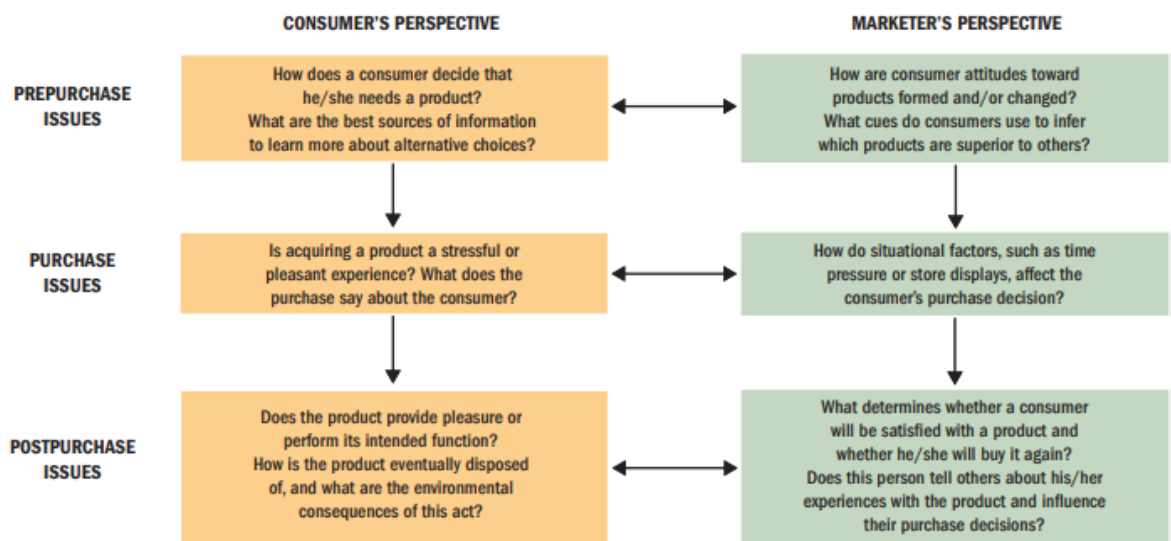 CONSUMER'S PERSPECTIVE
MARKETER'S PERSPECTIVE
PREPURCHASE
ISSUES
How does a consumer decide that
he/she needs a product?
What are the best sources of information
to learn more about alternative choices?
How are consumer attitudes toward
products formed and/or changed?
What cues do consumers use to infer
which products are superior to others?
PURCHASE
ISSUES
Is acquiring a product a stressful or
pleasant experience? What does the
purchase say about the consumer?
How do situational factors, such as time
pressure or store displays, affect the
consumer's purchase decision?
POSTPURCHASE
ISSUES
Does the product provide pleasure or
perform its intended function?
How is the product eventually disposed
of, and what are the environmental
consequences of this act?
What determines whether a consumer
will be satisfied with a product and
whether he/she will buy it again?
Does this person tell others about his/her
experiences with the product and influence
their purchase decisions?